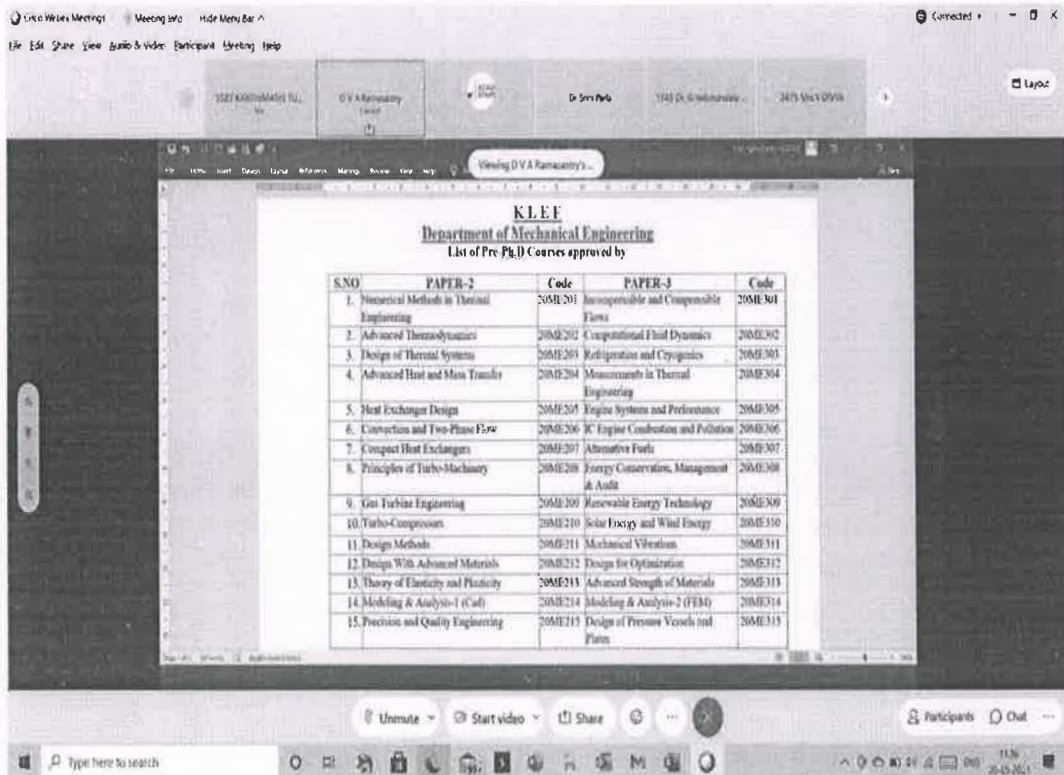 Cisco Webex Meetings Meeting Info Hide Menu Bar
Connected
File Edit Share View Audio & Video Participant Meeting Help
D V A Ramasastry
Layout
Viewing D V A Ramasastry's...
KLEF
Department of Mechanical Engineering
List of Pre-Ph.D Courses approved by
S.NO PAPER-2 Code PAPER-3 Code
1. Numerical Methods in Thermal Engineering 20ME201 Incompressible and Compressible Flows 20ME301
2. Advanced Thermodynamics 20ME202 Computational Fluid Dynamics 20ME302
3. Design of Thermal Systems 20ME203 Refrigeration and Cryogenics 20ME303
4. Advanced Heat and Mass Transfer 20ME204 Measurements in Thermal Engineering 20ME304
5. Heat Exchanger Design 20ME205 Engine Systems and Performance 20ME305
6. Convection and Two-Phase Flow 20ME206 IC Engine Combustion and Pollution 20ME306
7. Compact Heat Exchangers 20ME207 Alternative Fuels 20ME307
8. Principles of Turbo-Machinery 20ME208 Energy Conservation, Management & Audit 20ME308
9. Gas Turbine Engineering 20ME209 Renewable Energy Technology 20ME309
10. Turbo-Compressors 20ME210 Solar Energy and Wind Energy 20ME310
11. Design Methods 20ME211 Mechanical Vibrations 20ME311
12. Design With Advanced Materials 20ME212 Design for Optimization 20ME312
13. Theory of Elasticity and Plasticity 20ME213 Advanced Strength of Materials 20ME313
14. Modeling & Analysis-1 (Cad) 20ME214 Modeling & Analysis-2 (FEM) 20ME314
15. Precision and Quality Engineering 20ME215 Design of Pressure Vessels and Plates 20ME315
Unmute Start video Share
Participants Chat
Type here to search